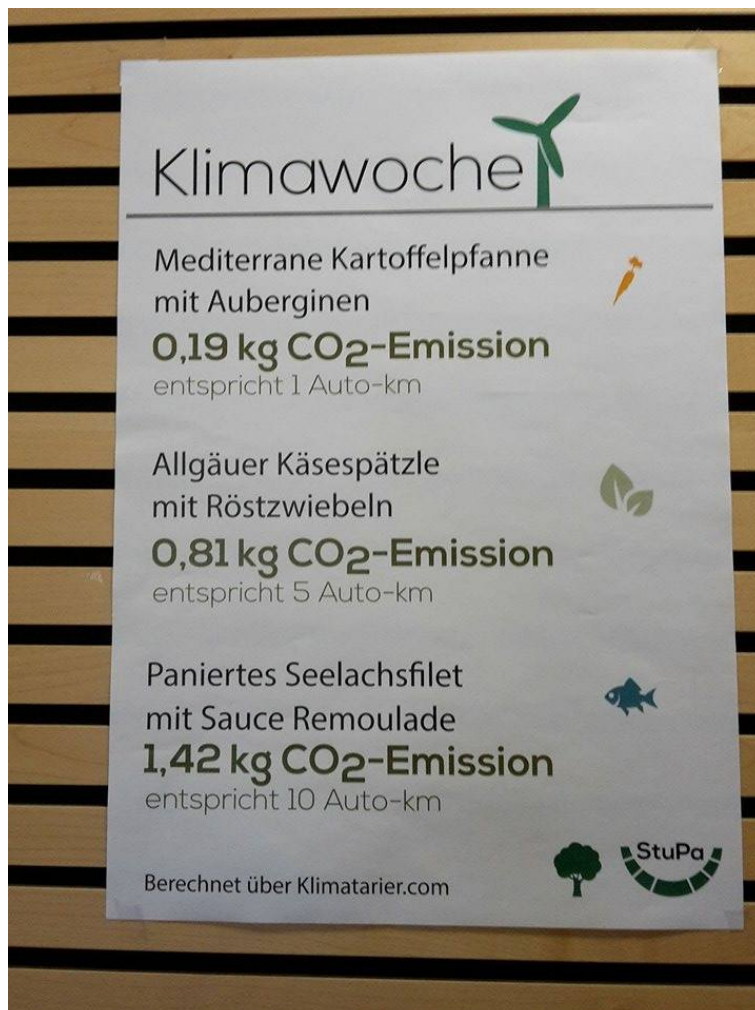 Klimawoche
Mediterrane Kartoffelpfanne
mit Auberginen
0,19 kg CO2-Emission
entspricht 1 Auto-km
Allgäuer Käsespätzle
mit Röstzwiebeln
0,81 kg CO2-Emission
entspricht 5 Auto-km
Paniertes Seelachsfilet
mit Sauce Remoulade
1,42 kg CO2-Emission
entspricht 10 Auto-km
StuPa
Berechnet über Klimatarier.com